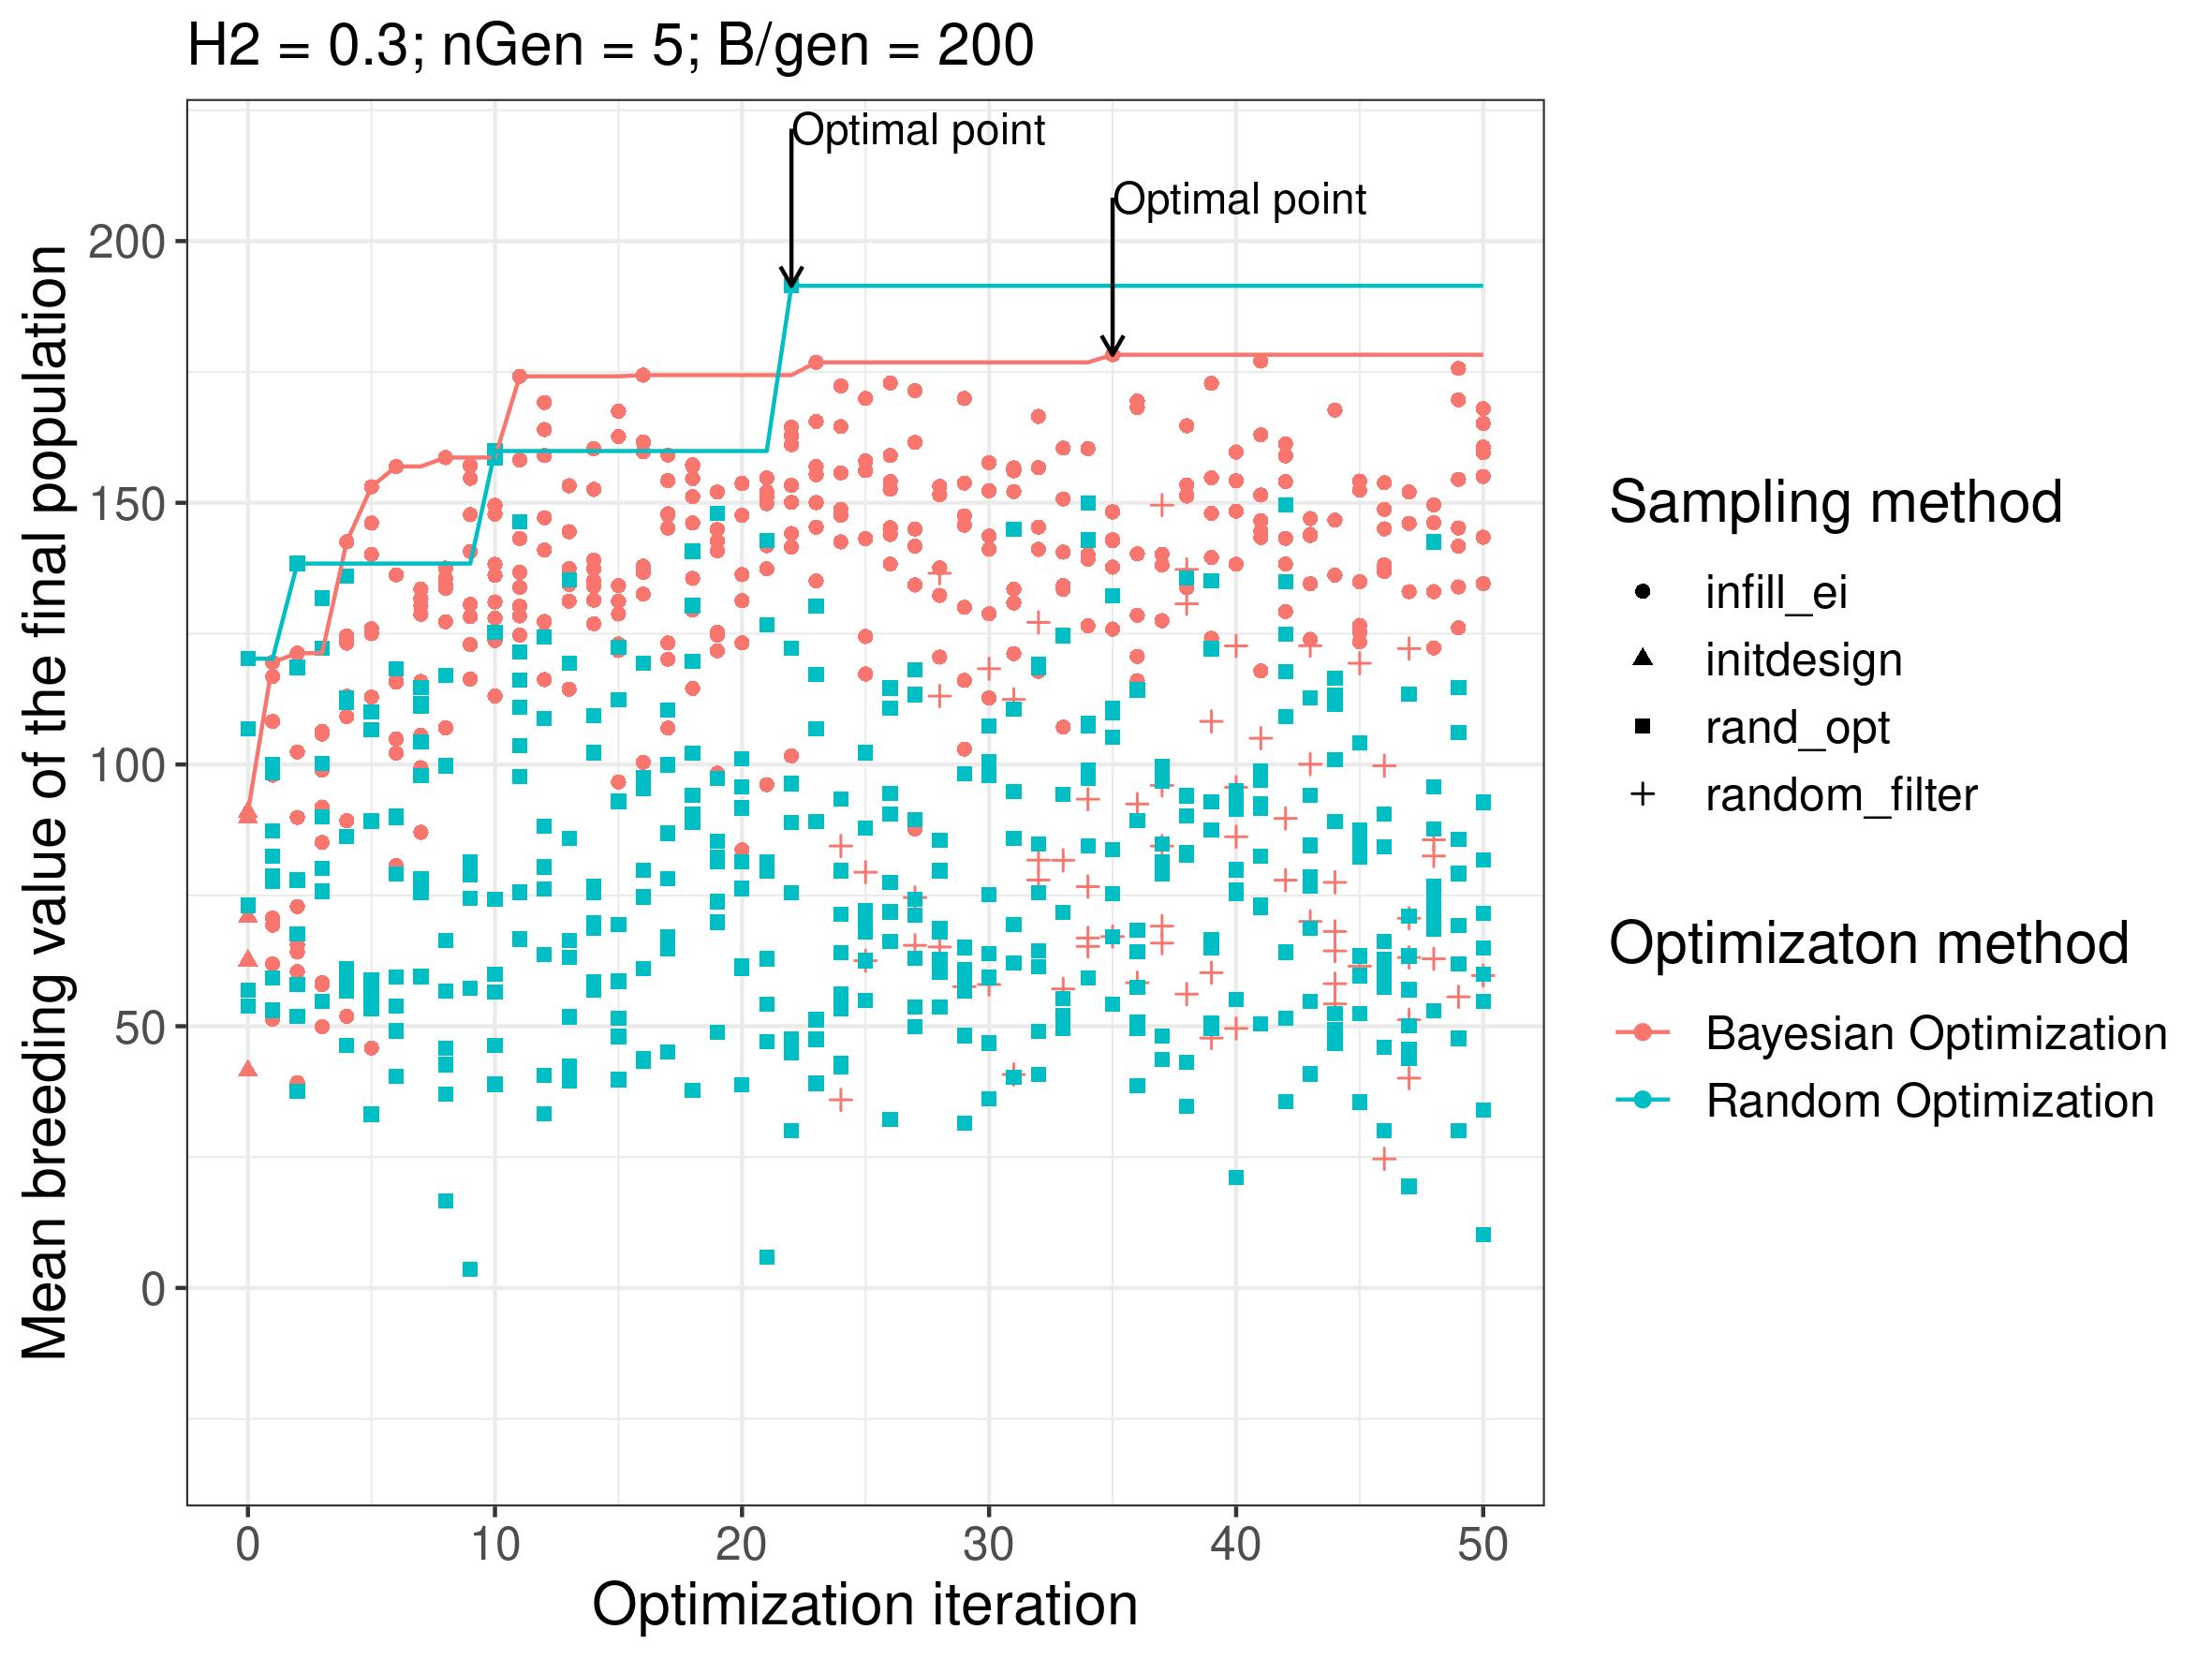 H2 = 0.3; nGen = 5; B/gen = 200
Optimal point
Optimal point
Mean breeding value of the final population
200
150
100
50
0
0 10 20 30 40 50
Optimization iteration
Sampling method
infill_ei
initdesign
rand_opt
random_filter
Optimizaton method
Bayesian Optimization
Random Optimization